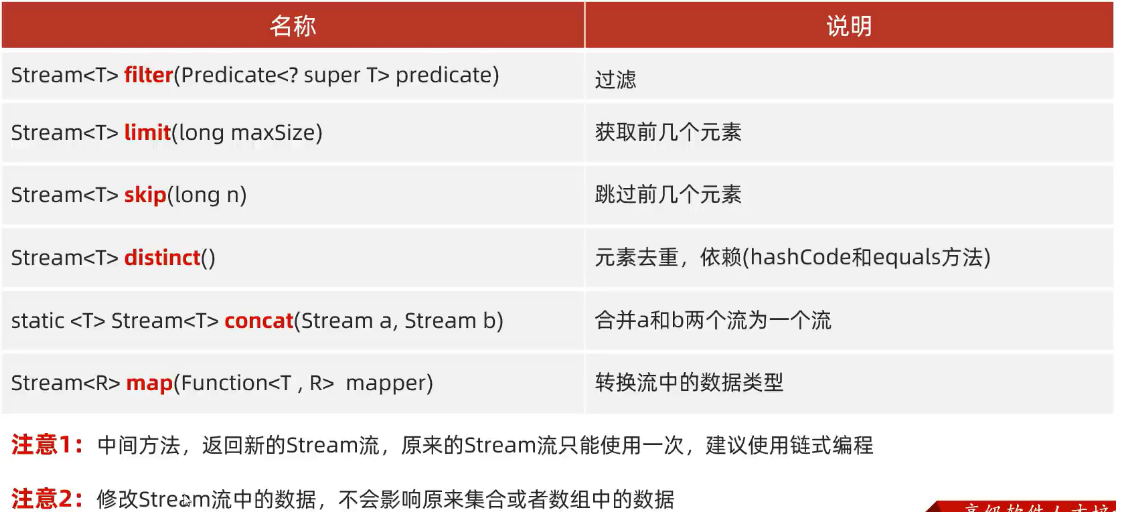 名称 说明
Stream<T> filter(Predicate<? super T> predicate) 过滤
Stream<T> limit(long maxSize) 获取前几个元素
Stream<T> skip(long n) 跳过前几个元素
Stream<T> distinct() 元素去重，依赖(hashCode和equals方法)
static <T> Stream<T> concat(Stream a, Stream b) 合并a和b两个流为一个流
Stream<R> map(Function<T , R>  mapper) 转换流中的数据类型
注意1：中间方法，返回新的Stream流，原来的Stream流只能使用一次，建议使用链式编程
注意2：修改Stream流中的数据，不会影响原来集合或者数组中的数据
高级软件人才培